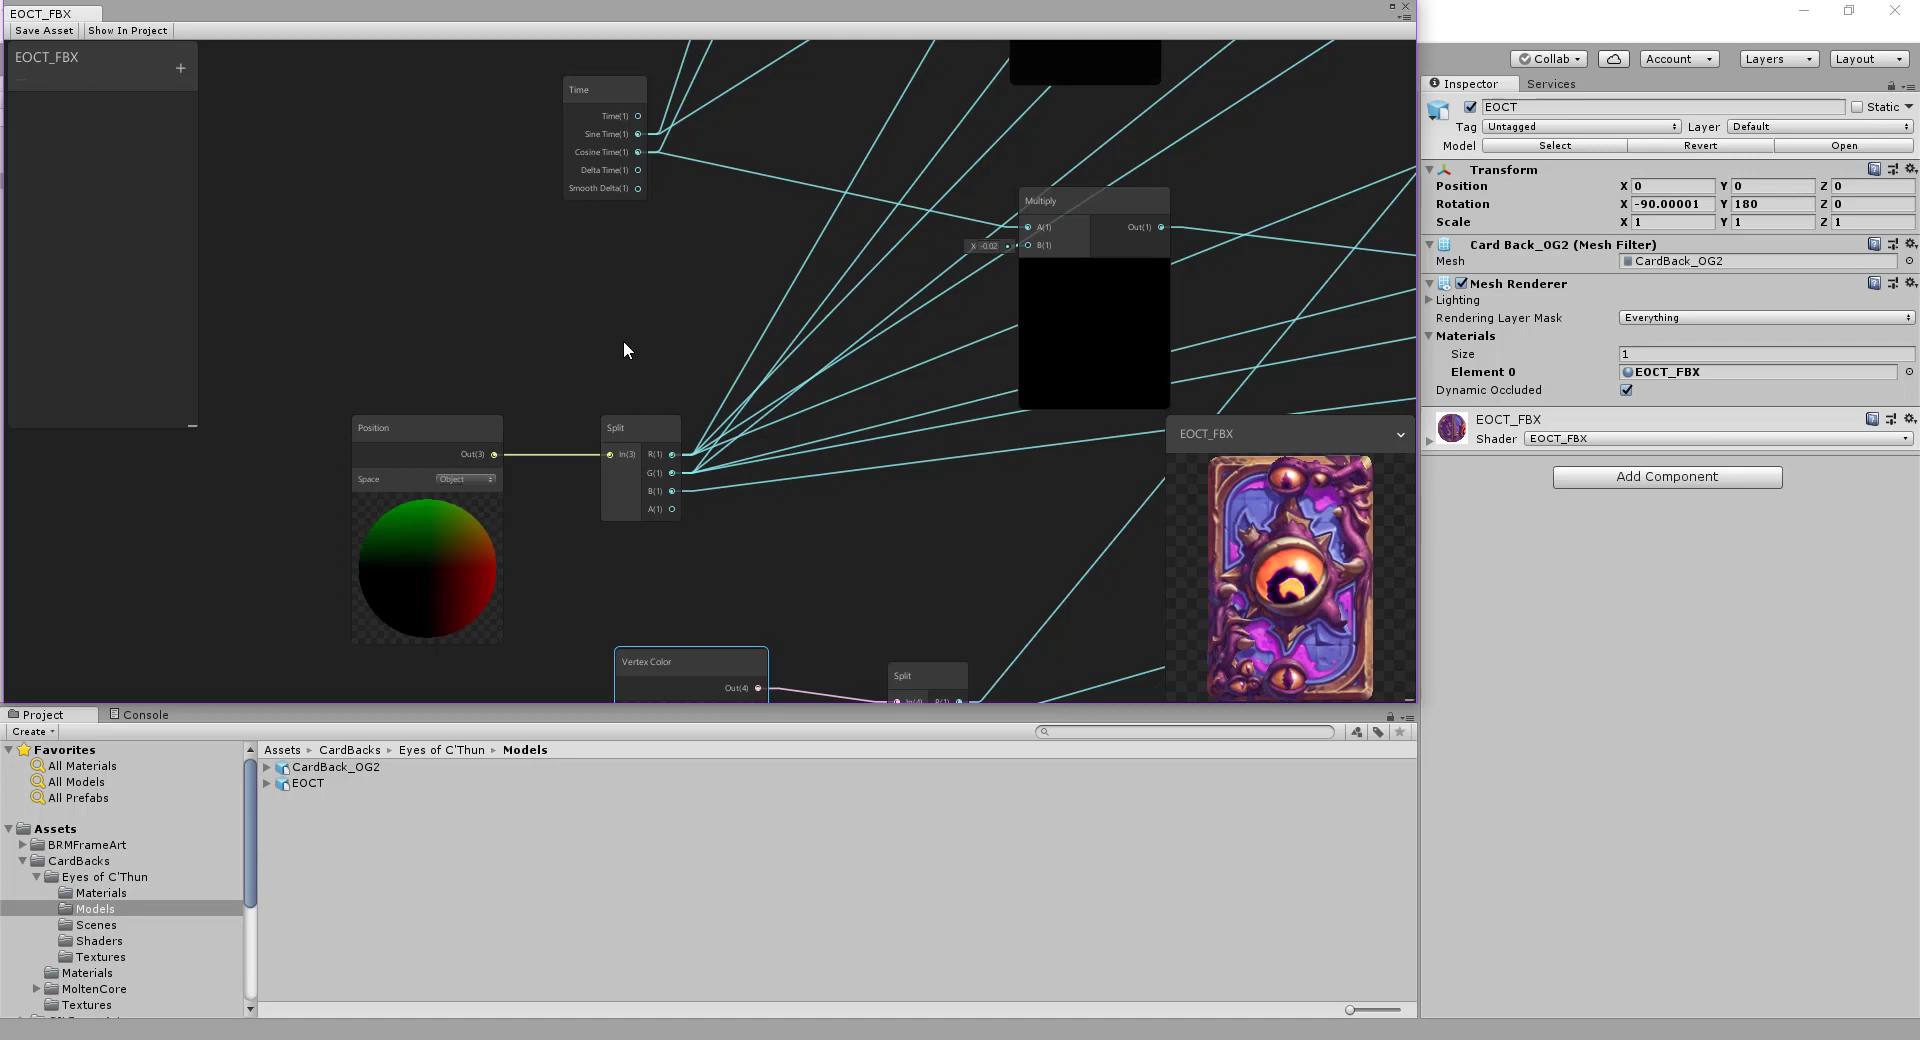 EOCT_FBX
Save Asset Show In Project
EOCT_FBX
+
Time
Time(1)
Sine Time(1)
Cosine Time(1)
Delta Time(1)
Smooth Delta(1)
Multiply
A(1) Out(1)
X -0.02 B(1)
Position
Out(3)
Space Object
Split
In(3) R(1)
G(1)
B(1)
A(1)
EOCT_FBX
Vertex Color
Out(4)
Split
In(4) R(1)
Collab Account Layers Layout
Inspector Services
EOCT Static
Tag Untagged Layer Default
Model Select Revert Open
Transform
Position X 0 Y 0 Z 0
Rotation X -90.00001 Y 180 Z 0
Scale X 1 Y 1 Z 1
Card Back_OG2 (Mesh Filter)
Mesh CardBack_OG2
Mesh Renderer
Lighting
Rendering Layer Mask Everything
Materials
Size 1
Element 0 EOCT_FBX
Dynamic Occluded
EOCT_FBX
Shader EOCT_FBX
Add Component
Project Console
Create
Favorites
All Materials
All Models
All Prefabs
Assets
BRMFrameArt
CardBacks
Eyes of C'Thun
Materials
Models
Scenes
Shaders
Textures
Materials
MoltenCore
Textures
Assets CardBacks Eyes of C'Thun Models
CardBack_OG2
EOCT